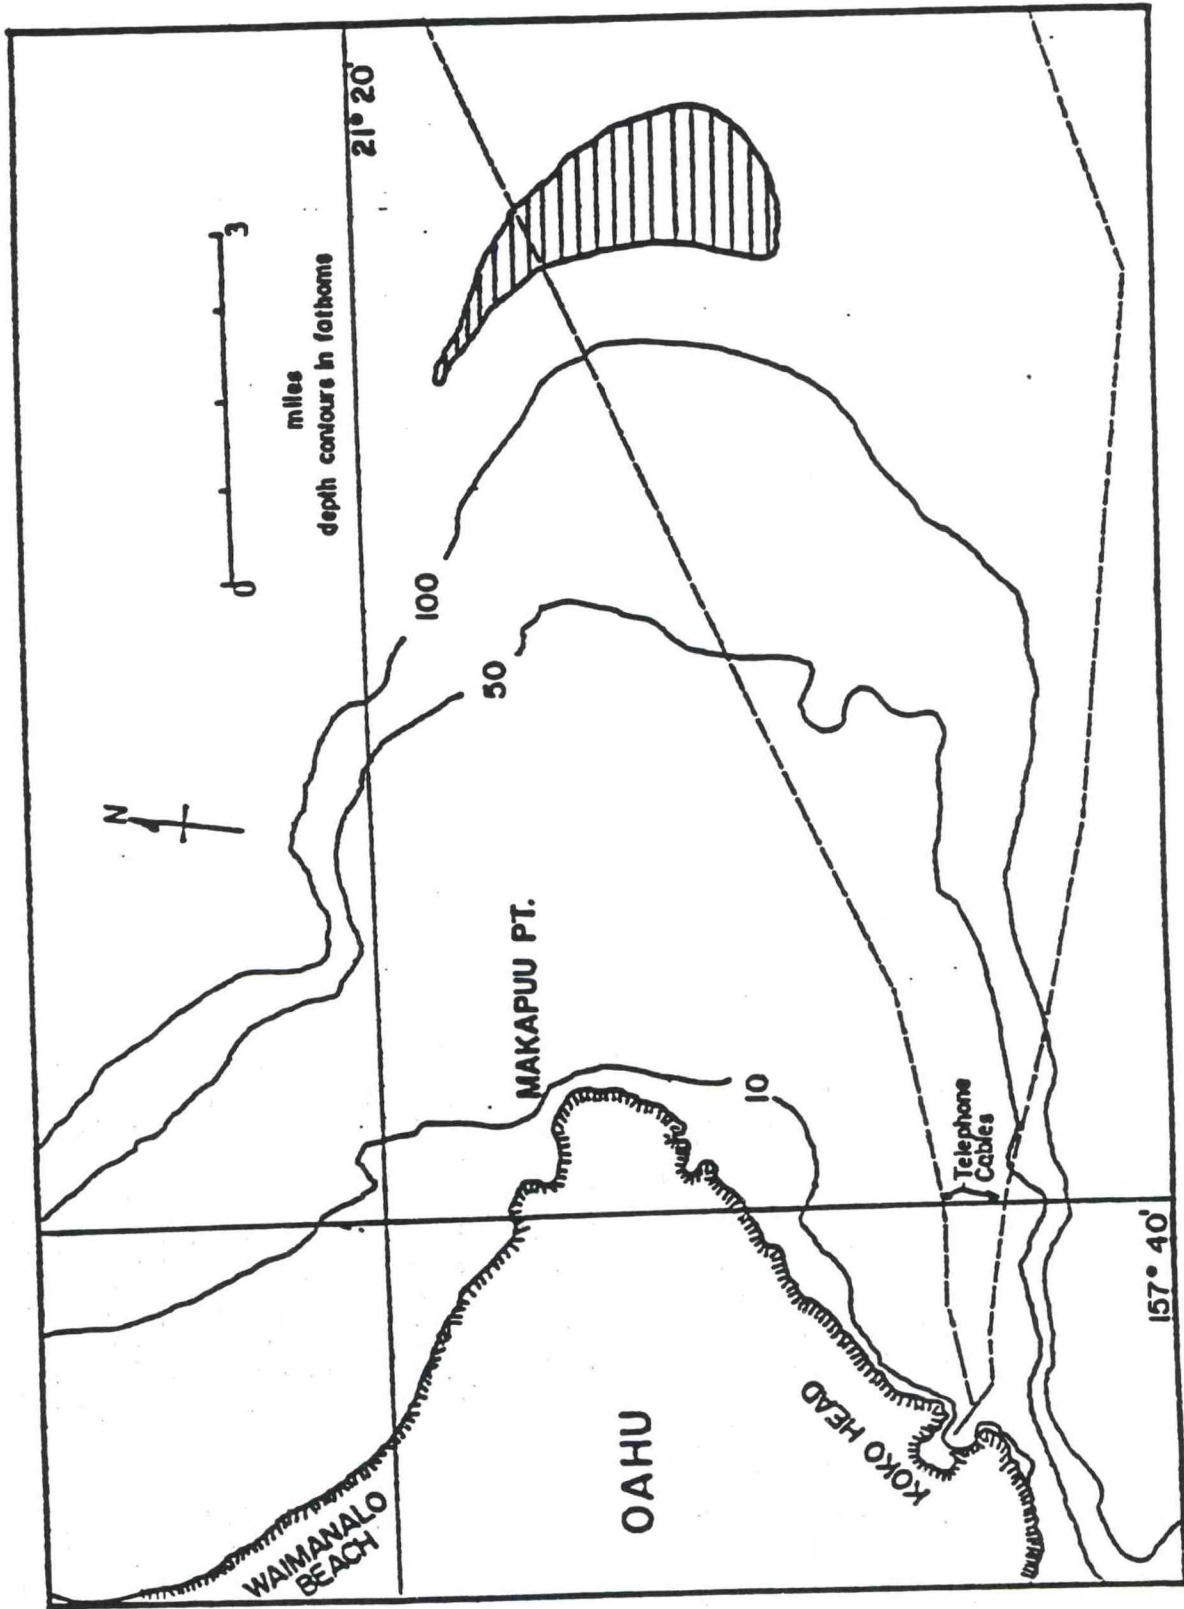 N
0
3
miles
depth contours in fathoms
21° 20'
100
50
MAKAPUU PT.
10
WAIMANALO
BEACH
OAHU
KOKO HEAD
Telephone
Cables
157° 40'